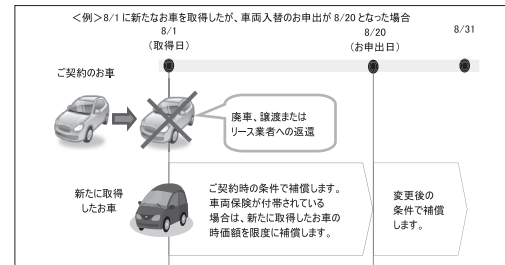 ＜例＞8/1 に新たなお車を取得したが、車両入替のお申出が 8/20 となった場合
8/1
（取得日）
8/20
（お申出日）
8/31
ご契約のお車
廃車、譲渡または
リース業者への返還
新たに取得
したお車
ご契約時の条件で補償します。
車両保険が付帯されている
場合は、新たに取得したお車の
時価額を限度に補償します。
変更後の
条件で補償
します。